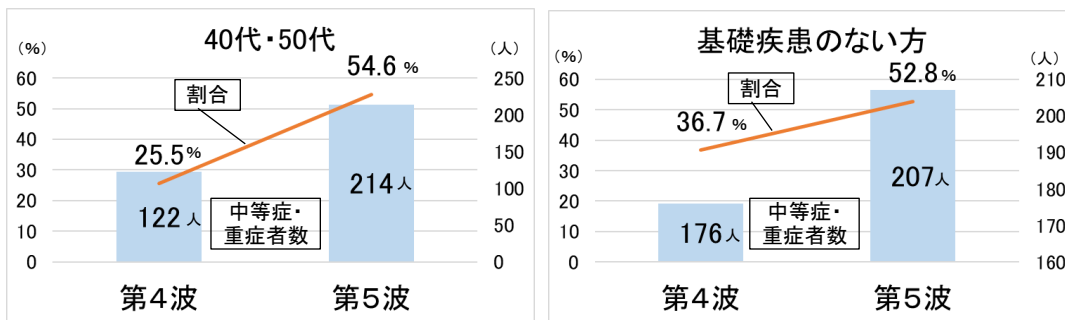 40代・50代
(%)
(人)
60
50
40
30
20
10
0
250
200
150
100
50
0
割合
25.5%
54.6 %
122 人
214 人
中等症・
重症者数
第4波
第5波
基礎疾患のない方
(%)
(人)
60
50
40
30
20
10
0
210
200
190
180
170
160
割合
36.7 %
52.8%
176人
207人
中等症・
重症者数
第4波
第5波